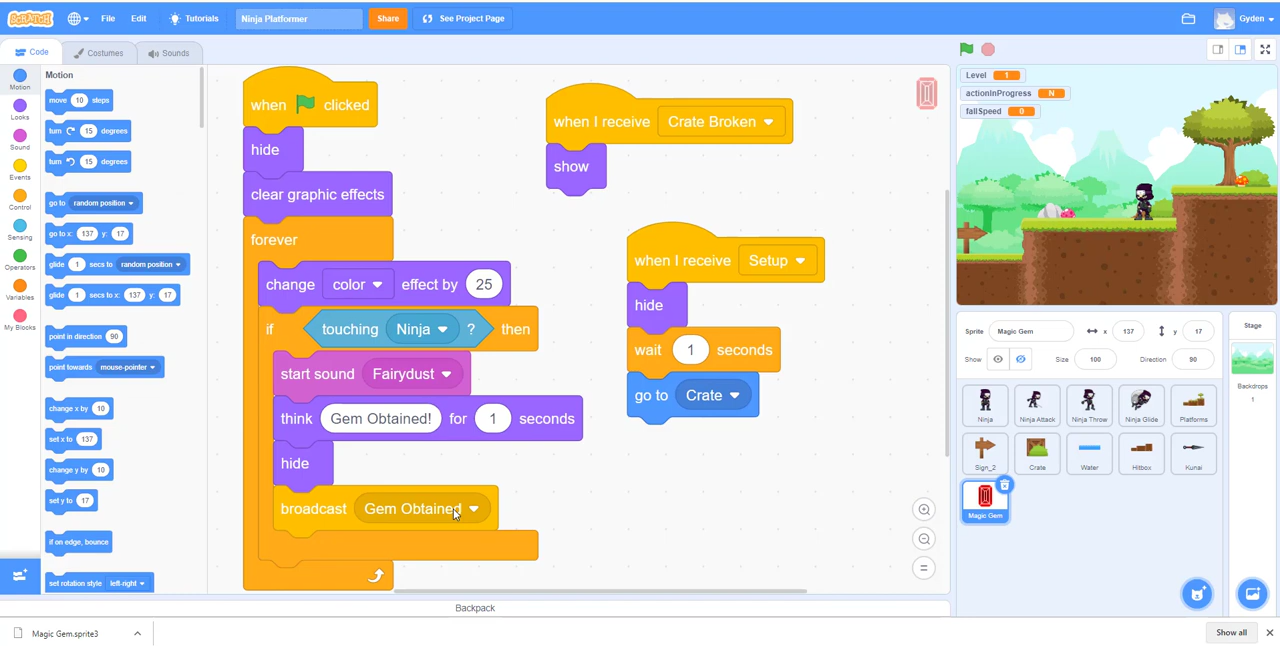 SCRATCH File Edit Tutorials Ninja Platformer Share See Project Page Gyden
Code Costumes Sounds
Motion
Looks
Sound
Events
Control
Sensing
Operators
Variables
My Blocks
Motion
move 10 steps
turn 15 degrees
turn 15 degrees
go to random position
go to x: 137 y: 17
glide 1 secs to random position
glide 1 secs to x: 137 y: 17
point in direction 90
point towards mouse-pointer
change x by 10
set x to 137
change y by 10
set y to 17
if on edge, bounce
set rotation style left-right
when clicked
hide
clear graphic effects
forever
change color effect by 25
if touching Ninja ? then
start sound Fairydust
think Gem Obtained! for 1 seconds
hide
broadcast Gem Obtained
when I receive Crate Broken
show
when I receive Setup
hide
wait 1 seconds
go to Crate
Level 1
actionInProgress N
fallSpeed 0
Sprite Magic Gem x 137 y 17
Show Size 100 Direction 90
Ninja Ninja Attack Ninja Throw Ninja Glide Platforms
Sign_2 Crate Water Hitbox Kunai
Magic Gem
Stage
Backdrops
1
Backpack
Magic Gem.sprite3
Show all